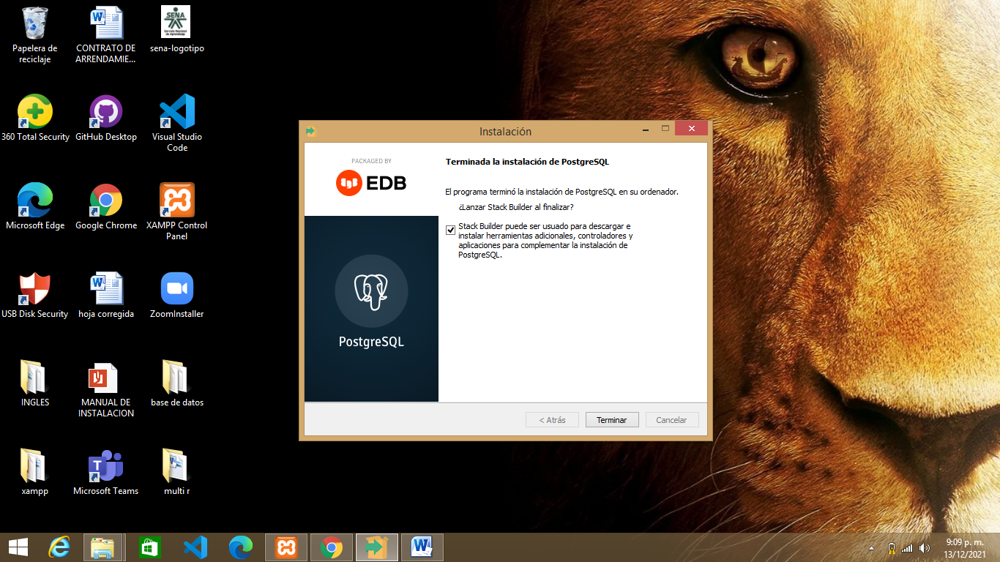 Papelera de
reciclaje
CONTRATO DE
ARRENDAMIE...
SENA
sena-logotipo
360 Total Security
GitHub Desktop
Visual Studio
Code
Microsoft Edge
Google Chrome
XAMPP Control
Panel
USB Disk Security
hoja corregida
ZoomInstaller
INGLES
MANUAL DE
INSTALACION
base de datos
xampp
Microsoft Teams
multi r
Instalación
PACKAGED BY
EDB
PostgreSQL
Terminada la instalación de PostgreSQL
El programa terminó la instalación de PostgreSQL en su ordenador.
¿Lanzar Stack Builder al finalizar?
Stack Builder puede ser usado para descargar e
instalar herramientas adicionales, controladores y
aplicaciones para complementar la instalación de
PostgreSQL.
< Atrás
Terminar
Cancelar
9:09 p. m.
13/12/2021